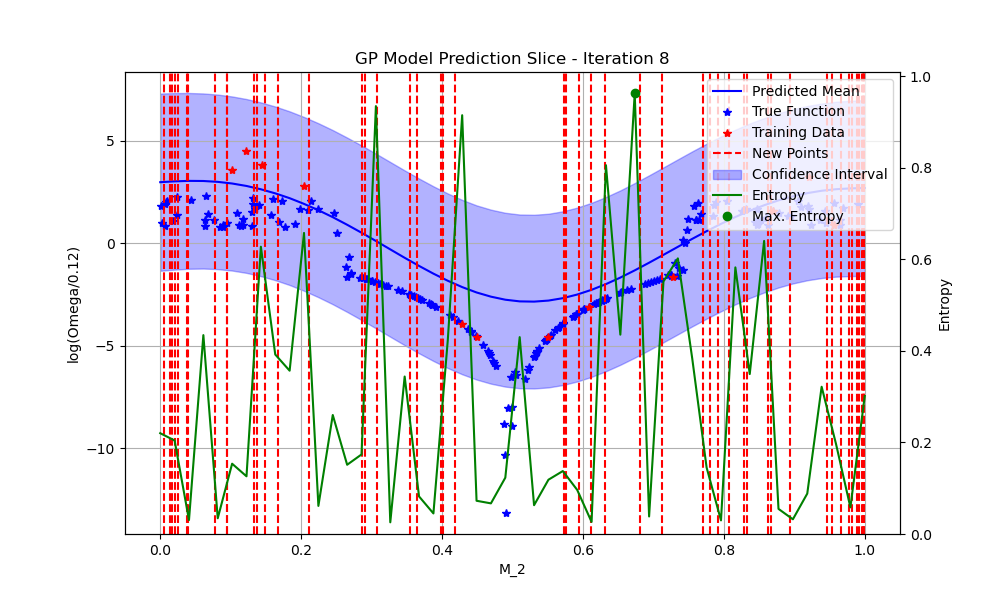 GP Model Prediction Slice - Iteration 8
Predicted Mean
True Function
Training Data
New Points
Confidence Interval
Entropy
Max. Entropy
5
0
−5
−10
log(Omega/0.12)
1.0
0.8
0.6
0.4
0.2
0.0
Entropy
0.0 0.2 0.4 0.6 0.8 1.0
M_2